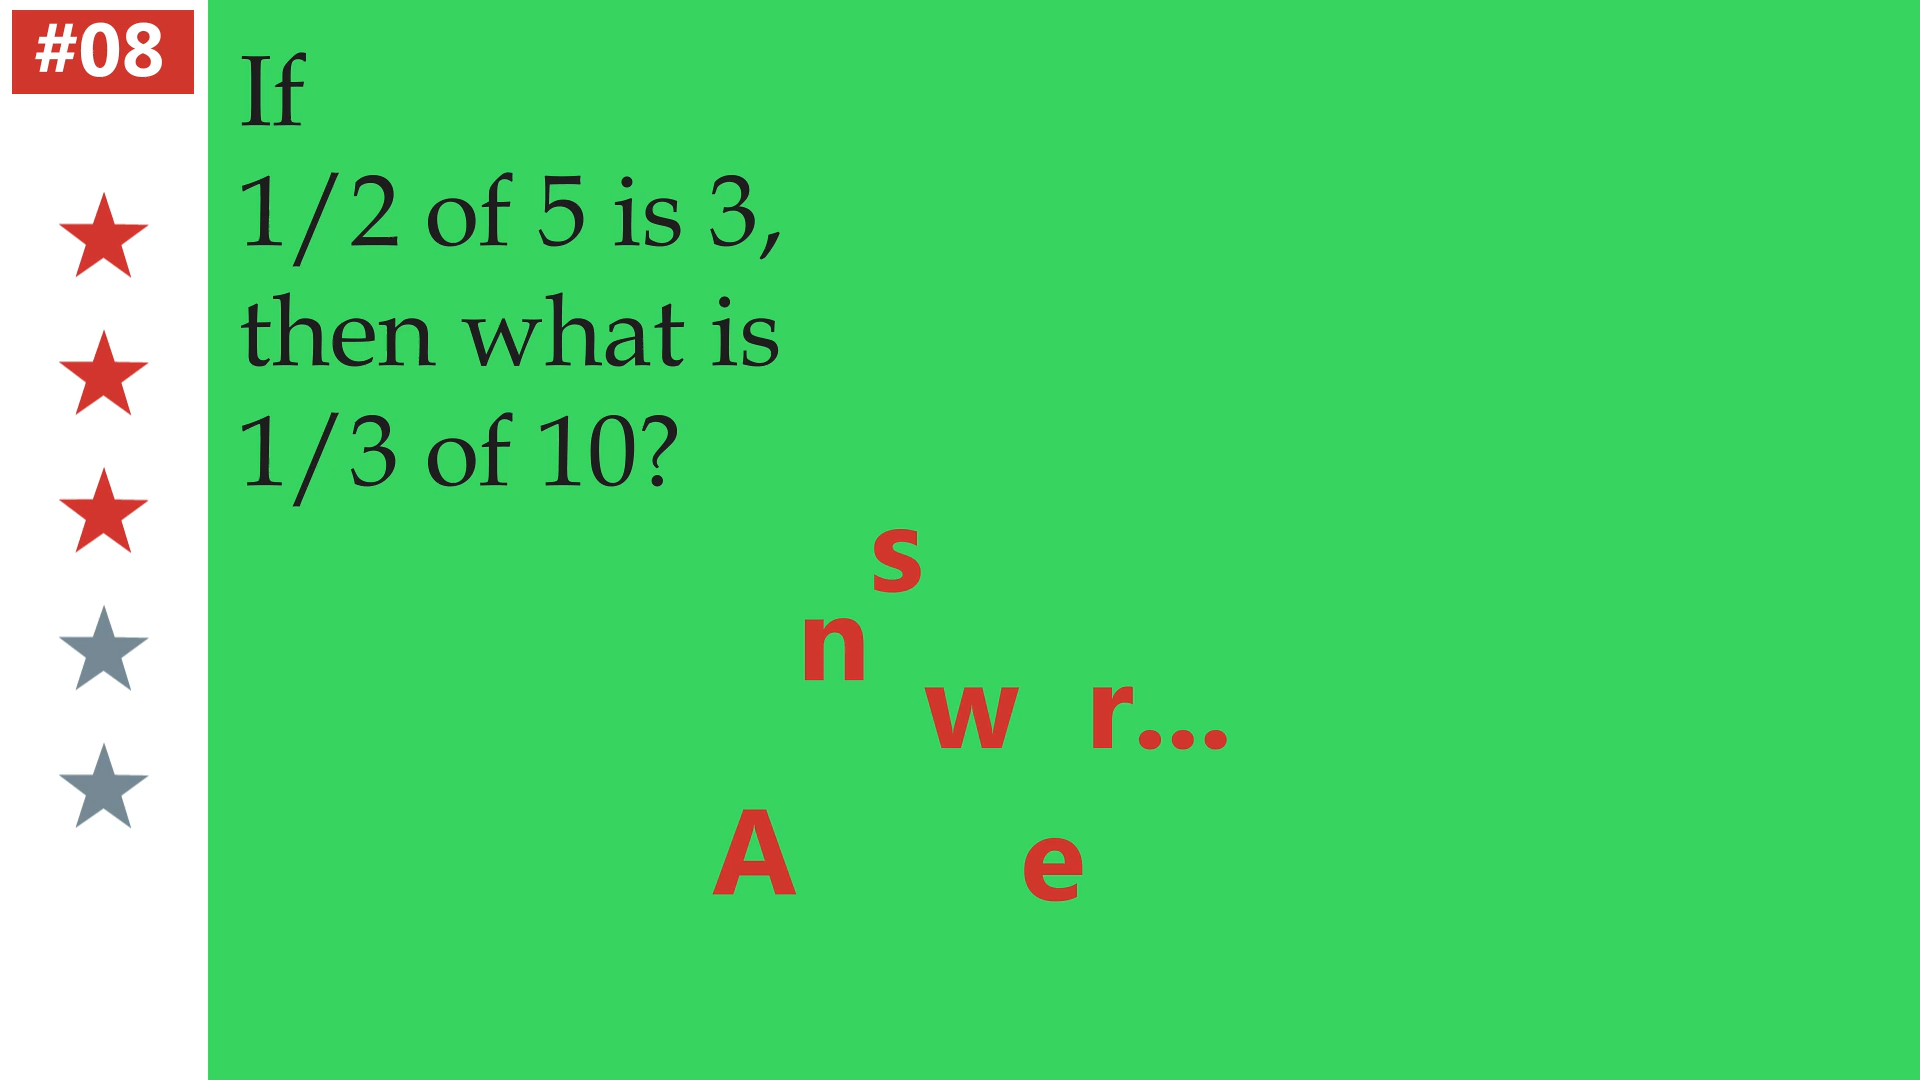 #08
If
1/2 of 5 is 3,
then what is
1/3 of 10?
Answer...